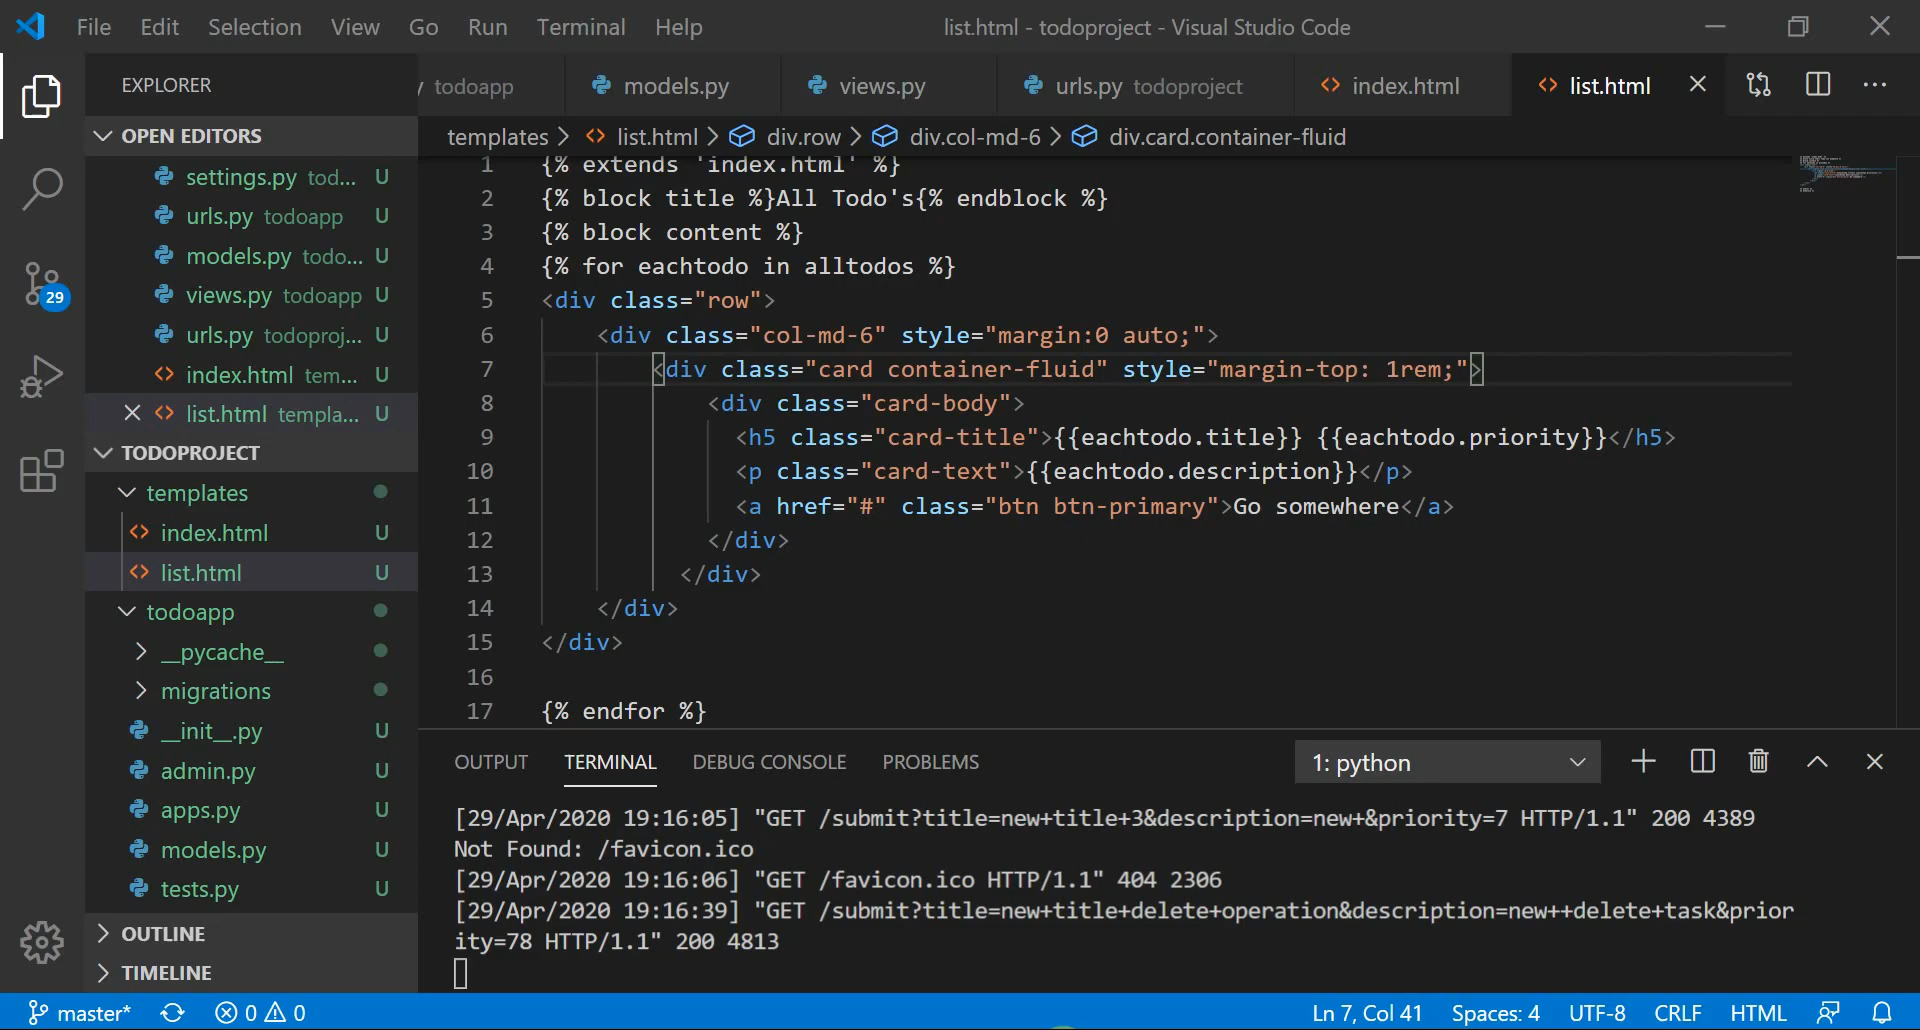 File Edit Selection View Go Run Terminal Help
list.html - todoproject - Visual Studio Code
EXPLORER
todoapp
models.py
views.py
urls.py todoproject
index.html
list.html
OPEN EDITORS
settings.py tod... U
urls.py todoapp U
models.py todo... U
views.py todoapp U
urls.py todoproj... U
index.html tem... U
list.html templa... U
TODOPROJECT
templates
index.html U
list.html U
todoapp
__pycache__
migrations
__init__.py U
admin.py U
apps.py U
models.py U
tests.py U
OUTLINE
TIMELINE
29
templates > list.html > div.row > div.col-md-6 > div.card.container-fluid
1 {% extends 'index.html' %}
2 {% block title %}All Todo's{% endblock %}
3 {% block content %}
4 {% for eachtodo in alltodos %}
5 <div class="row">
6 <div class="col-md-6" style="margin:0 auto;">
7 <div class="card container-fluid" style="margin-top: 1rem;">
8 <div class="card-body">
9 <h5 class="card-title">{{eachtodo.title}} {{eachtodo.priority}}</h5>
10 <p class="card-text">{{eachtodo.description}}</p>
11 <a href="#" class="btn btn-primary">Go somewhere</a>
12 </div>
13 </div>
14 </div>
15 </div>
16
17 {% endfor %}
OUTPUT TERMINAL DEBUG CONSOLE PROBLEMS
1: python
[29/Apr/2020 19:16:05] "GET /submit?title=new+title+3&description=new+&priority=7 HTTP/1.1" 200 4389
Not Found: /favicon.ico
[29/Apr/2020 19:16:06] "GET /favicon.ico HTTP/1.1" 404 2306
[29/Apr/2020 19:16:39] "GET /submit?title=new+title+delete+operation&description=new++delete+task&prior
ity=78 HTTP/1.1" 200 4813
master* 0 0
Ln 7, Col 41 Spaces: 4 UTF-8 CRLF HTML